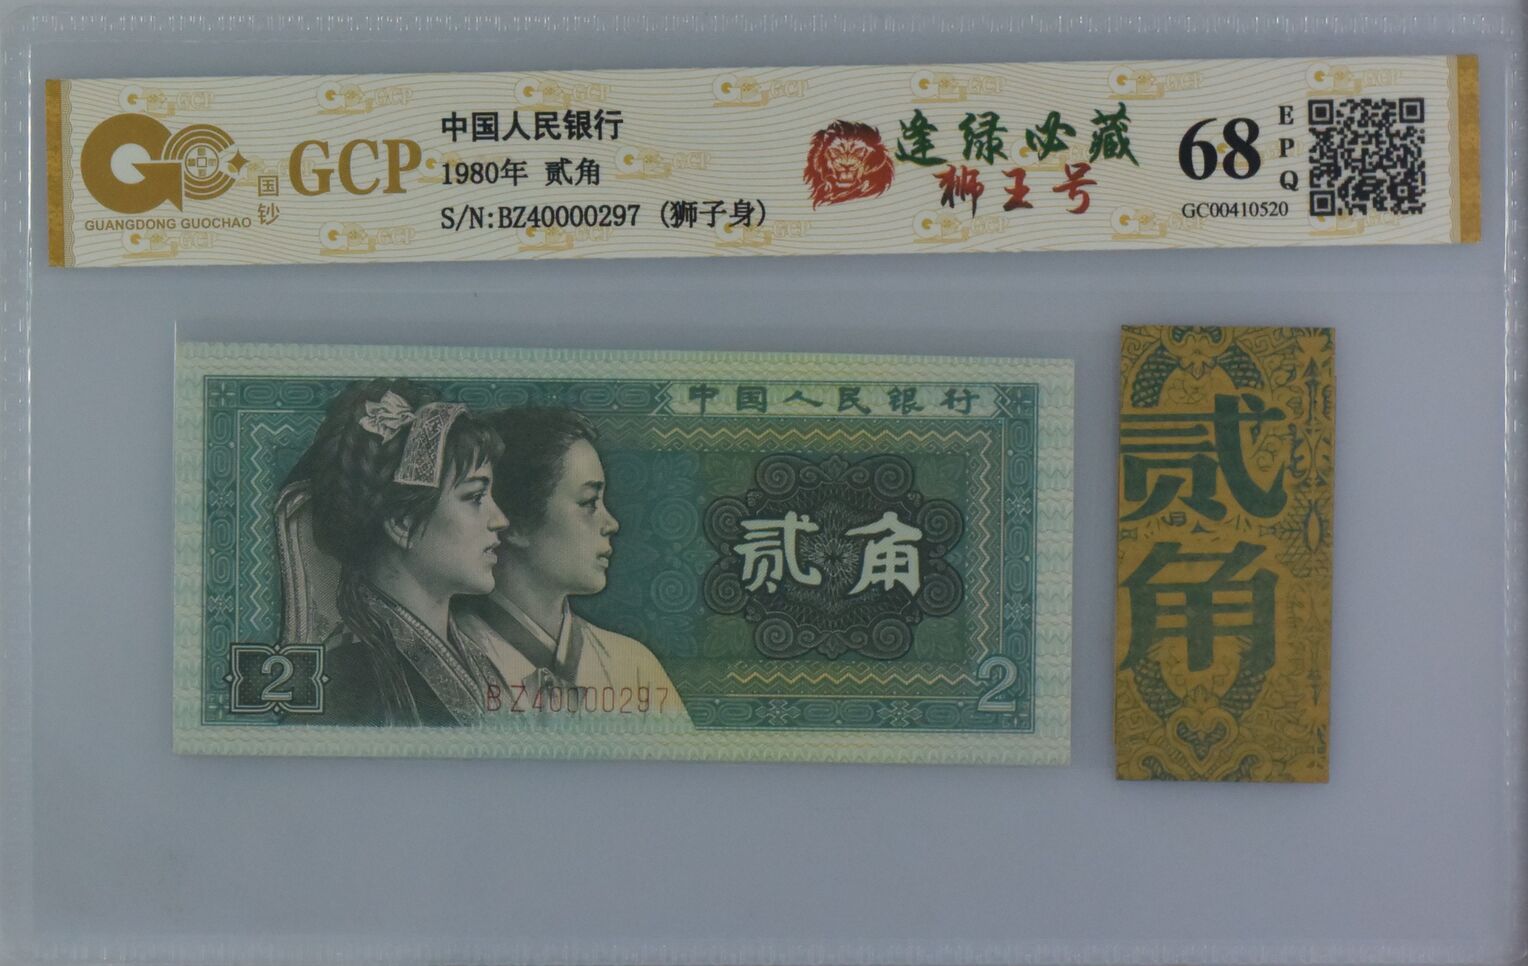 GCP
国钞
GUANGDONG GUOCHAO
中国人民银行
1980年 贰角
S/N:BZ40000297 (狮子身)
逢绿必藏
狮王号
68
EPQ
GC00410520
中国人民银行
贰角
2
BZ40000297
2
贰角